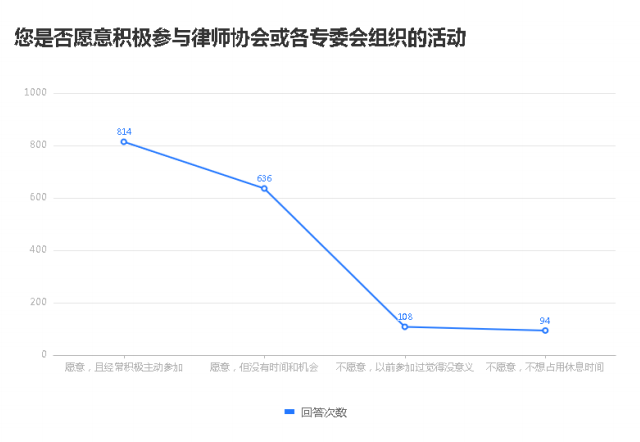 您是否愿意积极参与律师协会或各专委会组织的活动
1000
800
600
400
200
0
814
636
108
94
愿意，且经常积极主动参加
愿意，但没有时间和机会
不愿意，以前参加过觉得没意义
不愿意，不想占用休息时间
回答次数